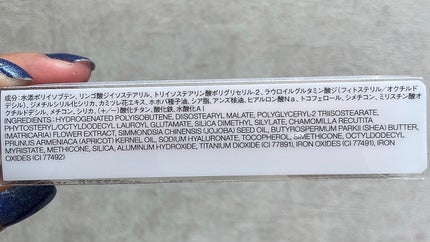 成分:水添ポリイソブテン、リンゴ酸ジイソステアリル、トリイソステアリン酸ポリグリセリル-2、ラウロイルグルタミン酸ジ(フィトステリル/オクチルド
デシル)、ジメチルシリル化シリカ、カミツレ花エキス、ホホバ種子油、シア脂、アンズ核油、ヒアルロン酸Na、トコフェロール、シメチコン、ミリスチン酸オ
クチルドデシル、メチコン、シリカ、(+/-)酸化チタン、酸化鉄、水酸化Al
INGREDIENTS : HYDROGENATED POLYISOBUTENE, DIISOSTEARYL MALATE, POLYGLYCERYL-2 TRIISOSTEARATE,
PHYTOSTERYL/OCTYLDODECYL LAUROYL GLUTAMATE, SILICA DIMETHYL SILYLATE, CHAMOMILLA RECUTITA
(MATRICARIA) FLOWER EXTRACT, SIMMONDSIA CHINENSIS (JOJOBA) SEED OIL, BUTYROSPERMUM PARKII (SHEA) BUTTER,
PRUNUS ARMENIACA (APRICOT) KERNEL OIL, SODIUM HYALURONATE, TOCOPHEROL, SIMETHICONE, OCTYLDODECYL
MYRISTATE, METHICONE, SILICA, ALUMINUM HYDROXIDE, TITANIUM DIOXIDE (CI 77891), IRON OXIDES (CI 77491), IRON
OXIDES (CI 77492)